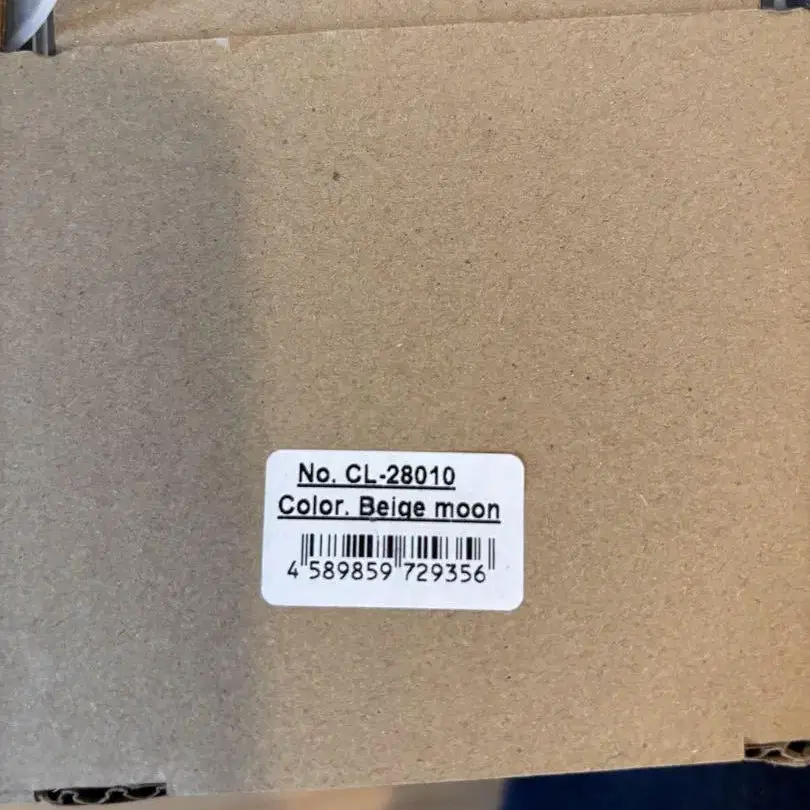 No. CL-28010
Color. Beige moon
4 589859 729356